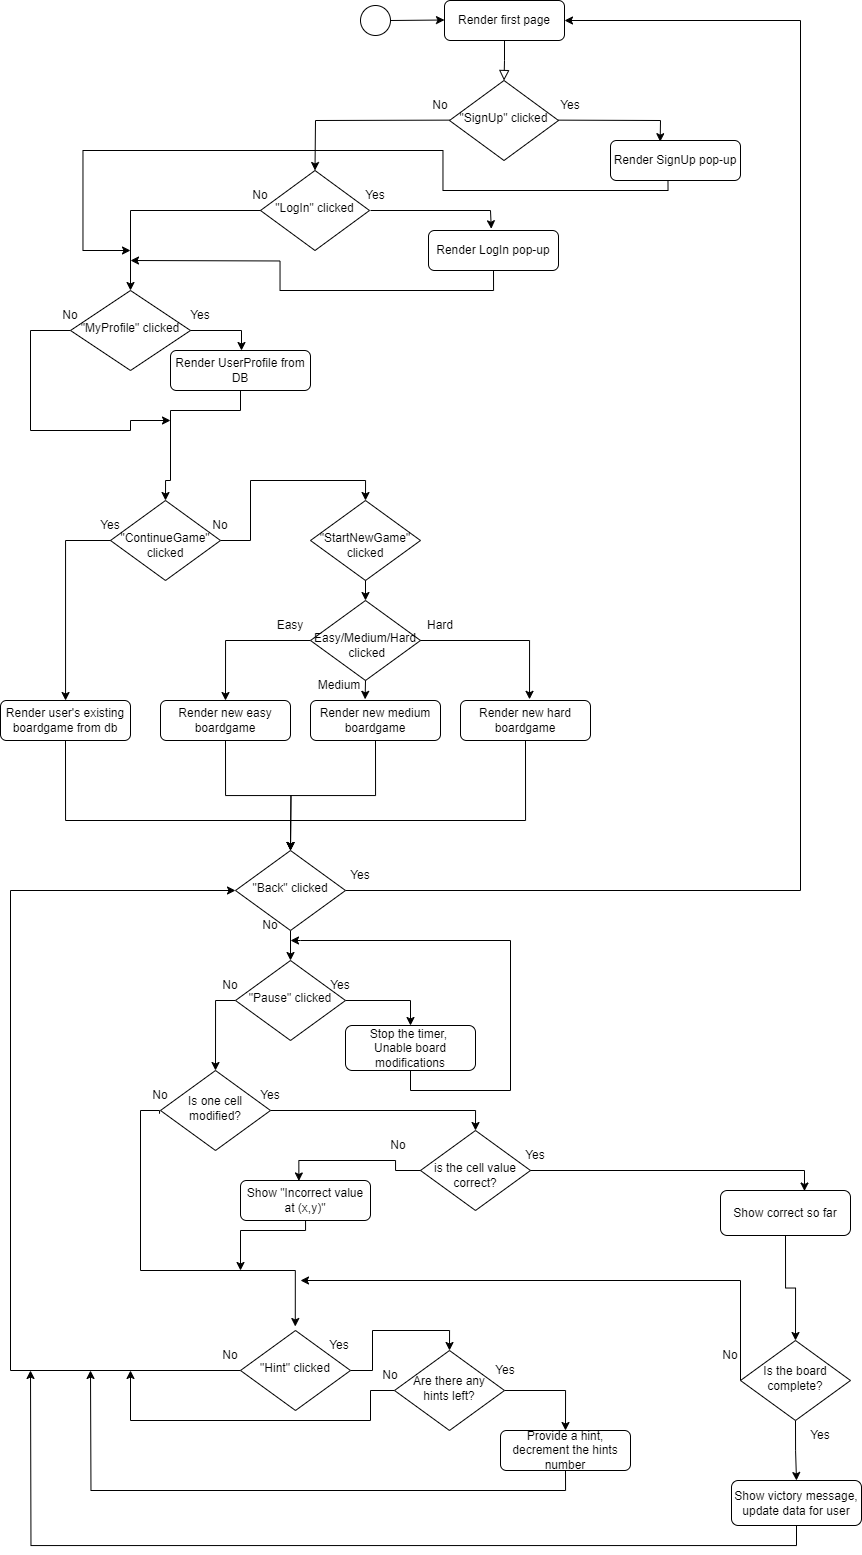 Render first page
No
"SignUp" clicked
Yes
Render SignUp pop-up
No
"LogIn" clicked
Yes
Render LogIn pop-up
No
"MyProfile" clicked
Yes
Render UserProfile from
DB
Yes
"ContinueGame"
clicked
No
"StartNewGame"
clicked
Easy
Easy/Medium/Hard
clicked
Hard
Medium
Render user's existing
boardgame from db
Render new easy
boardgame
Render new medium
boardgame
Render new hard
boardgame
"Back" clicked
Yes
No
No
"Pause" clicked
Yes
Stop the timer,
Unable board
modifications
No
Is one cell
modified?
Yes
No
is the cell value
correct?
Yes
Show "Incorrect value
at (x,y)"
Show correct so far
No
"Hint" clicked
Yes
No
Are there any
hints left?
Yes
No
Is the board
complete?
Yes
Provide a hint,
decrement the hints
number
Show victory message,
update data for user